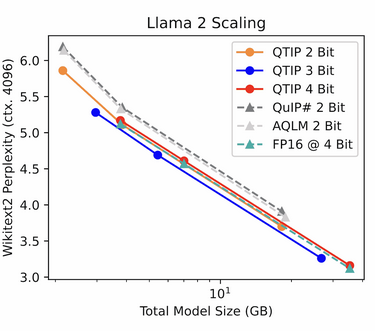 Llama 2 Scaling
Wikitext2 Perplexity (ctx. 4096)
6.0
5.5
5.0
4.5
4.0
3.5
3.0
QTIP 2 Bit
QTIP 3 Bit
QTIP 4 Bit
QuIP# 2 Bit
AQLM 2 Bit
FP16 @ 4 Bit
10¹
Total Model Size (GB)